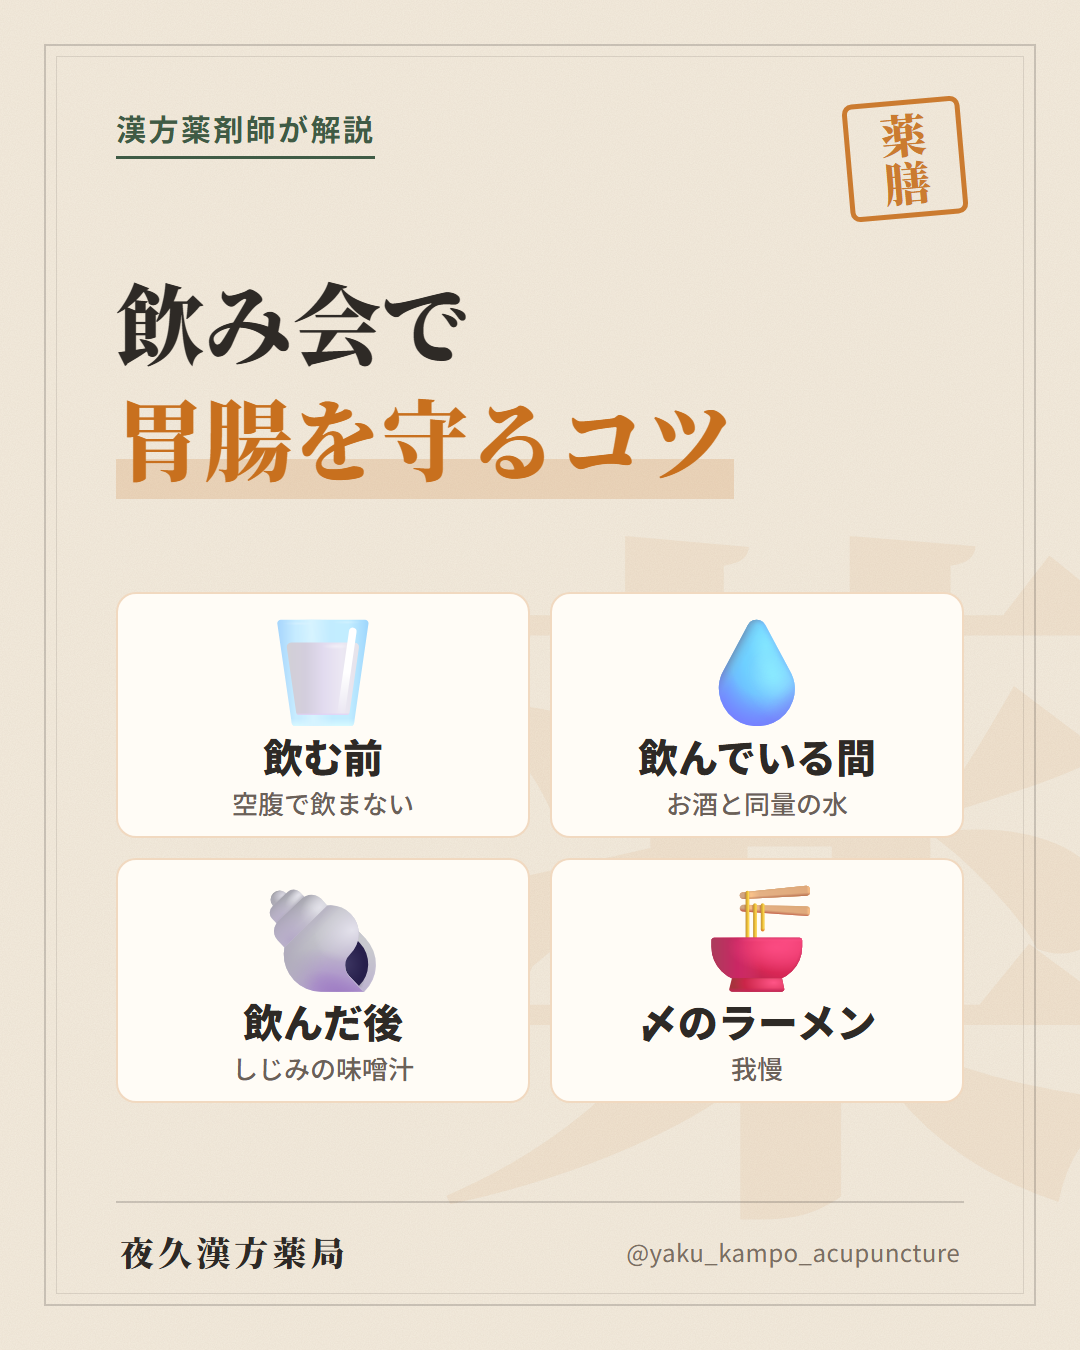 漢方薬剤師が解説
薬
膳
飲み会で
胃腸を守るコツ
飲む前
空腹で飲まない
飲んでいる間
お酒と同量の水
飲んだ後
しじみの味噌汁
〆のラーメン
我慢
夜久漢方薬局
@yaku_kampo_acupuncture
薬